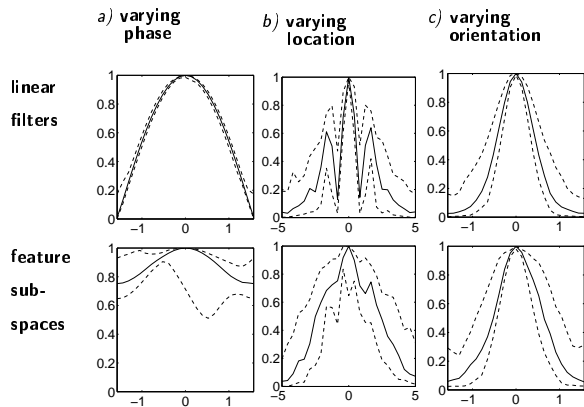 a) varying
phase
b) varying
location
c) varying
orientation
linear
filters
1
0.8
0.6
0.4
0.2
0
−1 0 1
1
0.8
0.6
0.4
0.2
0
−5 0 5
1
0.8
0.6
0.4
0.2
0
−1 0 1
feature
sub-
spaces
1
0.8
0.6
0.4
0.2
0
−1 0 1
1
0.8
0.6
0.4
0.2
0
−5 0 5
1
0.8
0.6
0.4
0.2
0
−1 0 1